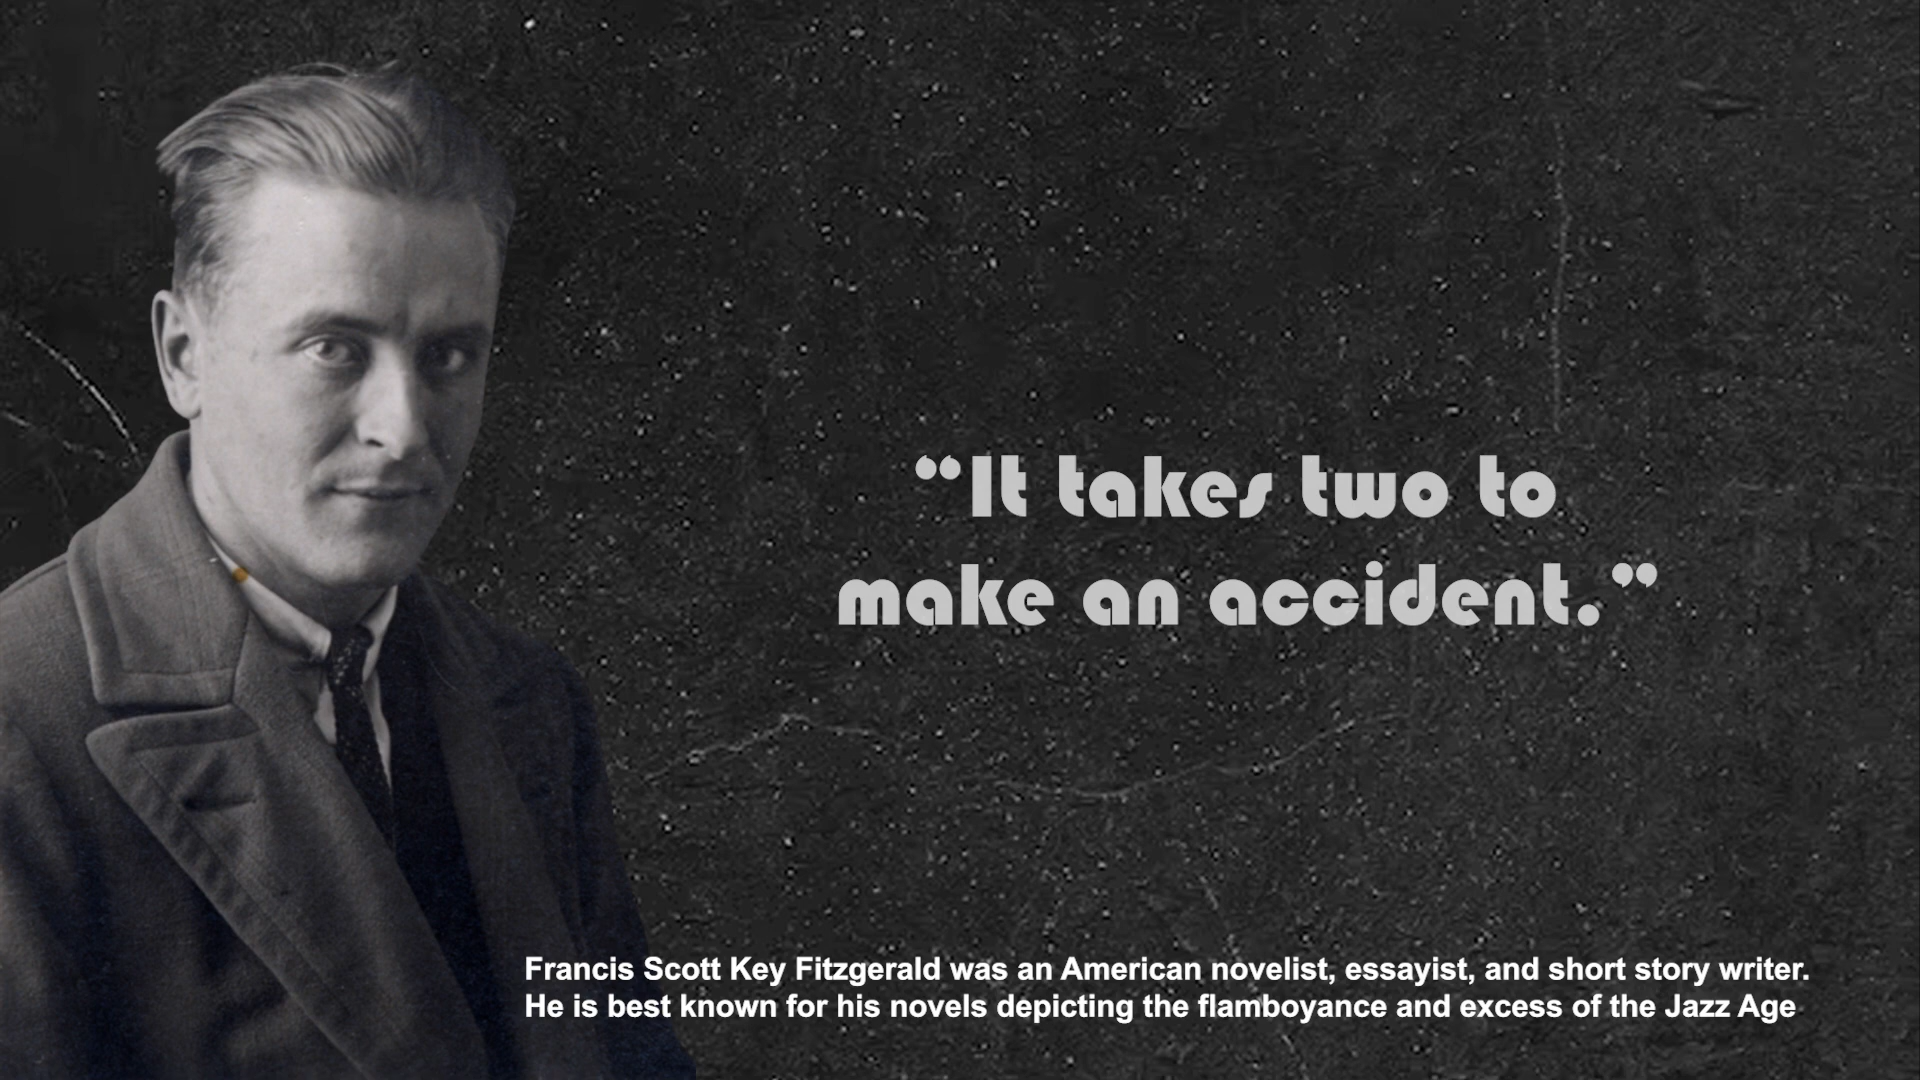 “It takes two to
make an accident.”
Francis Scott Key Fitzgerald was an American novelist, essayist, and short story writer.
He is best known for his novels depicting the flamboyance and excess of the Jazz Age